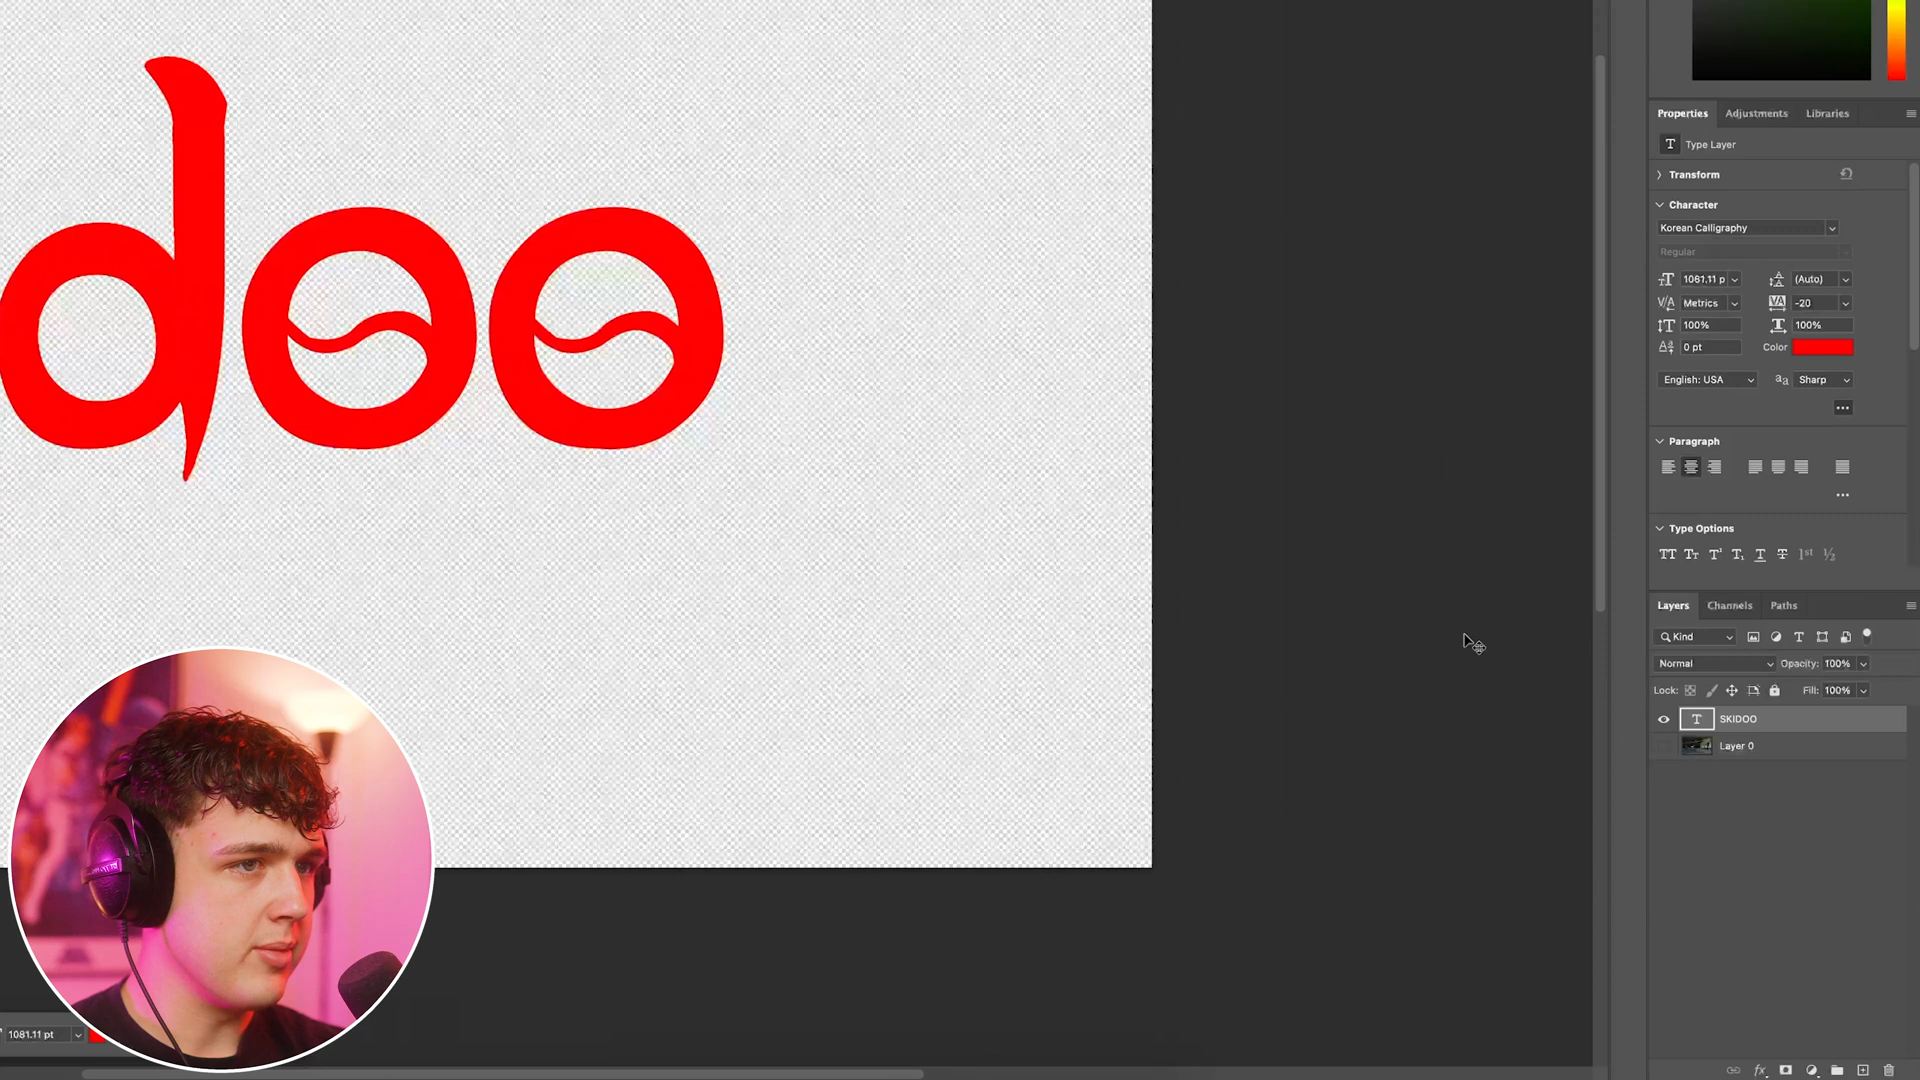 doo
Properties
Adjustments
Libraries
T Type Layer
Transform
Character
Korean Calligraphy
Regular
1081.11 p
(Auto)
Metrics
-20
100%
100%
0 pt
Color
English: USA
Sharp
Paragraph
Type Options
Layers
Channels
Paths
Kind
Normal
Opacity: 100%
Lock:
Fill: 100%
T SKIDOO
Layer 0
1081.11 pt
fx